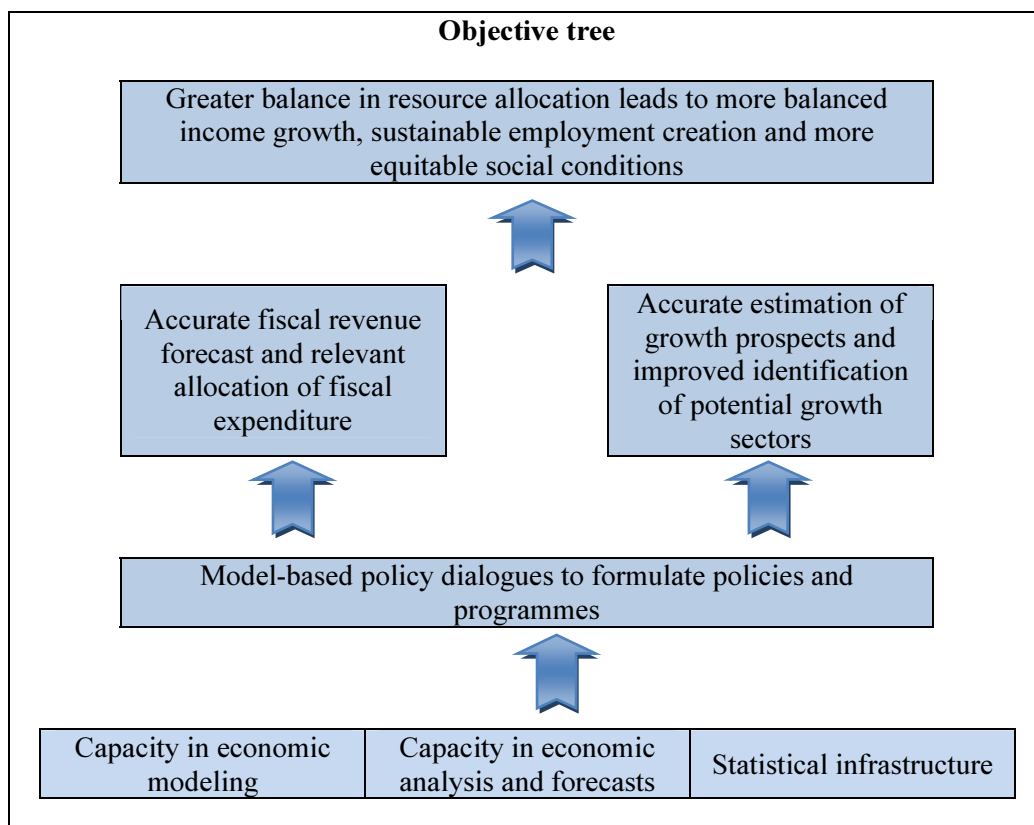 Objective tree
Greater balance in resource allocation leads to more balanced
income growth, sustainable employment creation and more
equitable social conditions
Accurate fiscal revenue
forecast and relevant
allocation of fiscal
expenditure
Accurate estimation of
growth prospects and
improved identification
of potential growth
sectors
Model-based policy dialogues to formulate policies and
programmes
Capacity in economic
modeling
Capacity in economic
analysis and forecasts
Statistical infrastructure